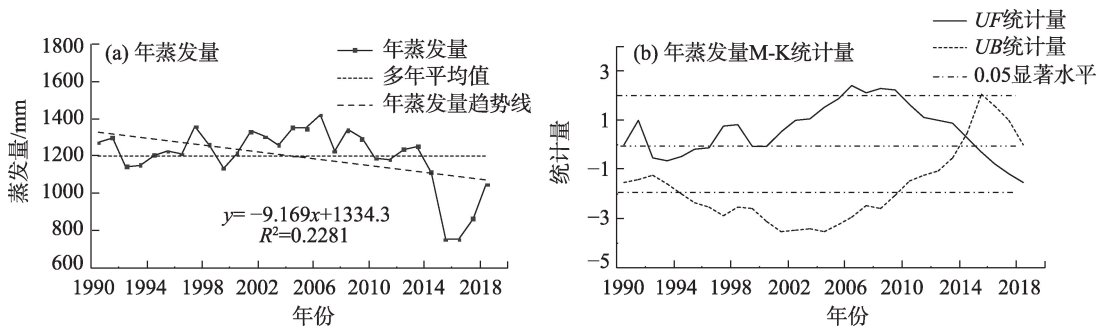 (a) 年蒸发量
年蒸发量
多年平均值
年蒸发量趋势线
蒸发量/mm
1800
1600
1400
1200
1000
800
600
y= −9.169x+1334.3
R²=0.2281
1990 1994 1998 2002 2006 2010 2014 2018
年份
UF统计量
UB统计量
0.05显著水平
(b) 年蒸发量M-K统计量
统计量
3
1
−1
−3
−5
1990 1994 1998 2002 2006 2010 2014 2018
年份